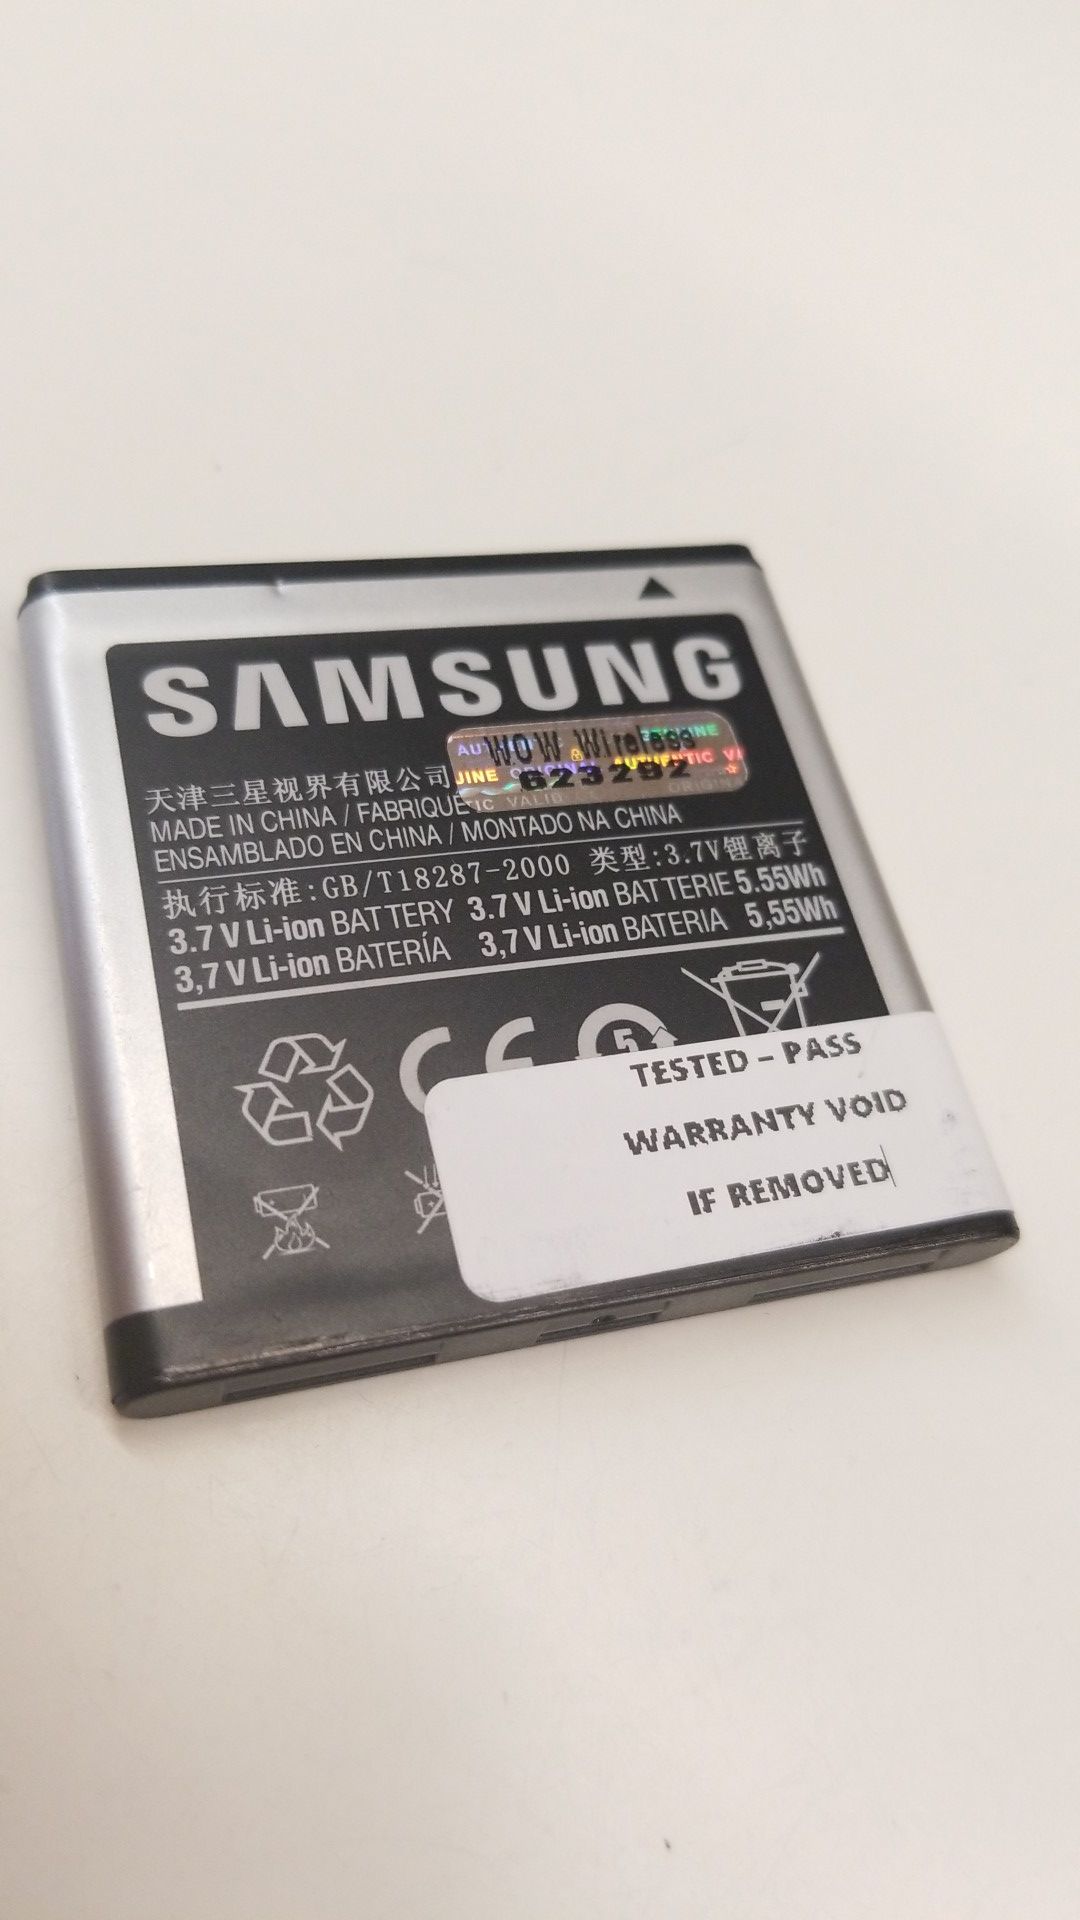 SAMSUNG
WOW Wireless
623292
天津三星视界有限公司
MADE IN CHINA / FABRIQUÉ
ENSAMBLADO EN CHINA / MONTADO NA CHINA
执行标准:GB/T18287-2000 类型:3.7V锂离子
3.7 V Li-ion BATTERY 3.7 V Li-ion BATTERIE 5.55Wh
3,7 V Li-ion BATERÍA 3,7 V Li-ion BATERIA 5,55Wh
CE 5
TESTED - PASS
WARRANTY VOID
IF REMOVED